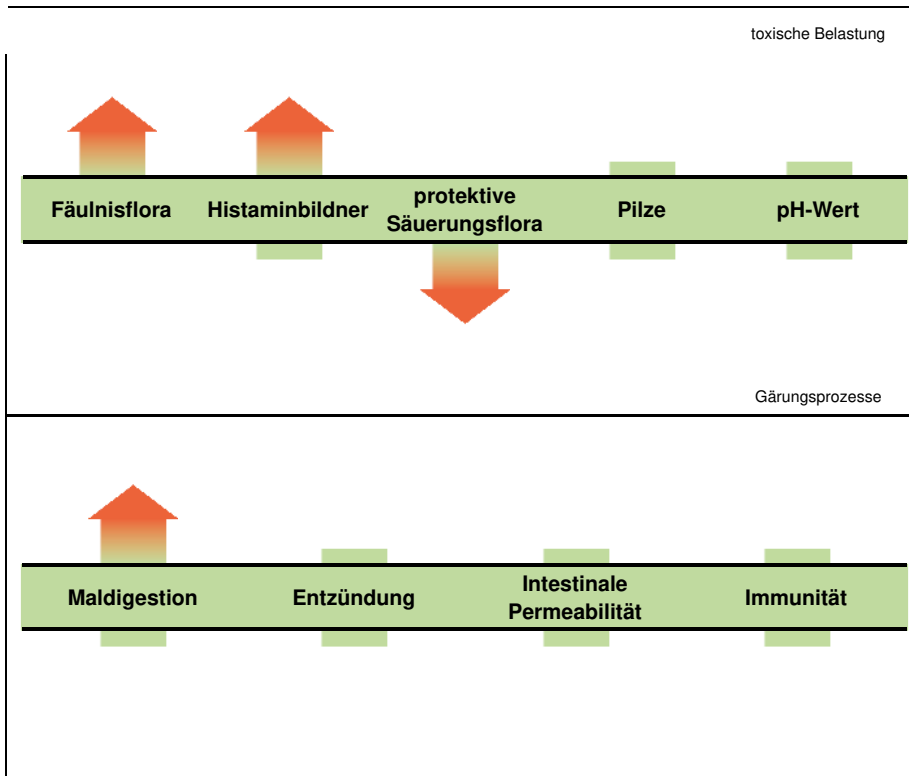 toxische Belastung
Fäulnisflora
Histaminbildner
protektive
Säuerungsflora
Pilze
pH-Wert
Gärungsprozesse
Maldigestion
Entzündung
Intestinale
Permeabilität
Immunität